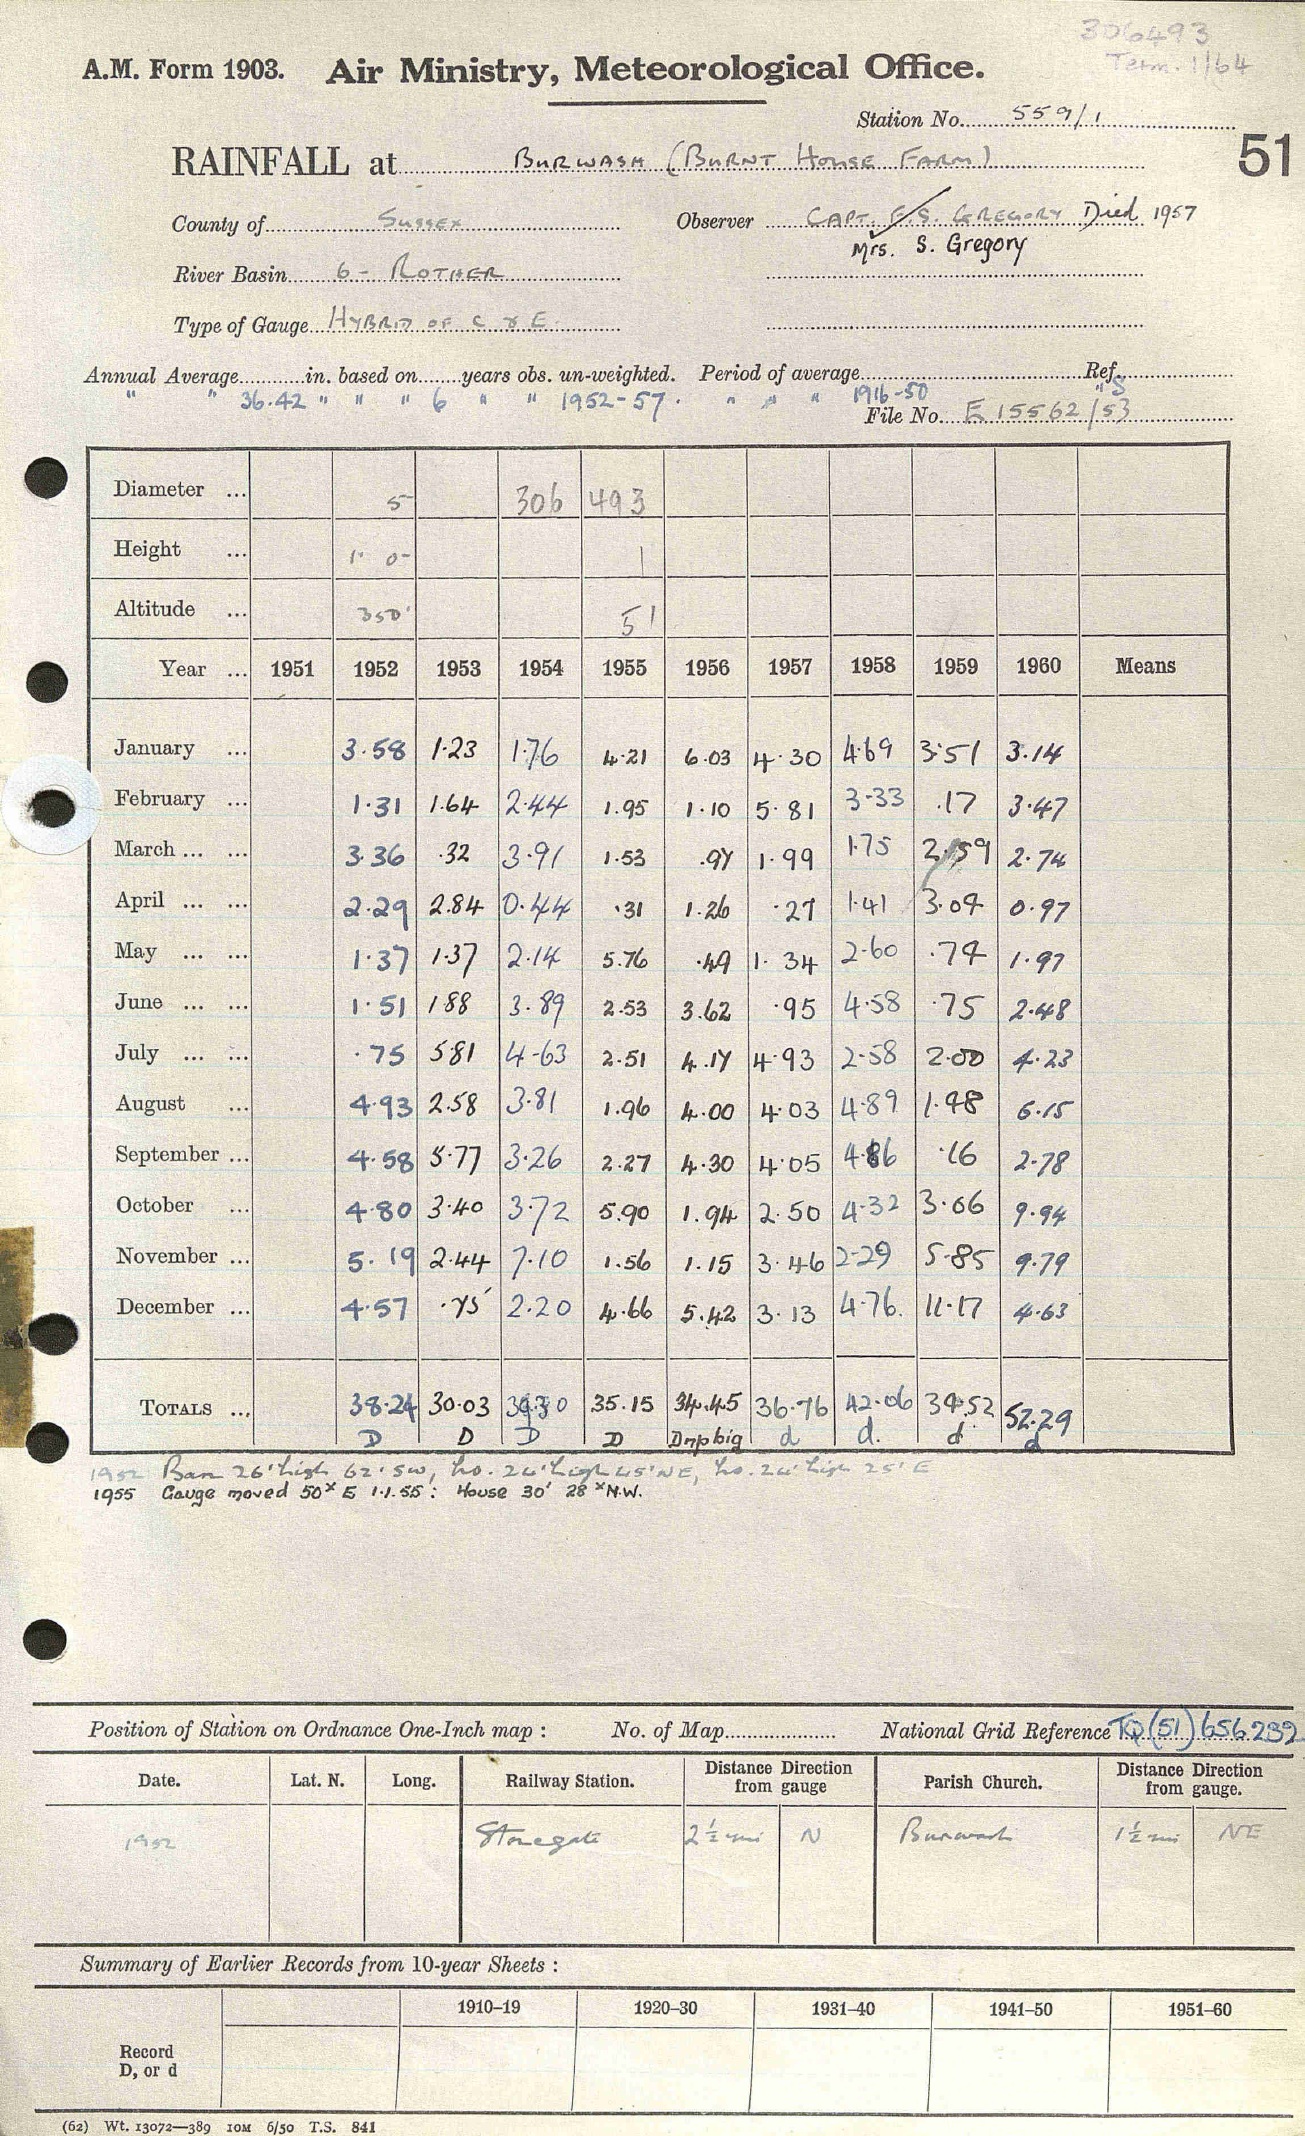 306493
Term. 1/64
A.M. Form 1903. Air Ministry, Meteorological Office.
Station No. 559/1
51
RAINFALL at BURWASH (BURNT HOUSE FARM)
County of SUSSEX Observer CAPT. E.S. GREGORY Died 1957
Mrs. S. Gregory
River Basin 6 - ROTHER
Type of Gauge HYBRID OF C & E
Annual Average in. based on years obs. un-weighted. Period of average Ref.
" " 36.42 " " " 6 " " 1952-57. " " " 1916-50 "S
File No. E 15562/53
Diameter ... 5 306 493
Height ... 1' 0" 1
Altitude ... 350' 51
Year ... 1951 1952 1953 1954 1955 1956 1957 1958 1959 1960 Means
January ... 3.58 1.23 1.76 4.21 6.03 4.30 4.69 3.51 3.14
February ... 1.31 1.64 2.44 1.95 1.10 5.81 3.33 .17 3.47
March ... ... 3.36 .32 3.91 1.53 .97 1.99 1.75 2.59 2.74
April ... ... 2.29 2.84 0.44 .31 1.26 .27 1.41 3.04 0.97
May ... ... 1.37 1.37 2.14 5.76 .49 1.34 2.60 .74 1.97
June ... ... 1.51 1.88 3.89 2.53 3.62 .95 4.58 .75 2.48
July ... ... .75 5.81 4.63 2.51 4.17 4.93 2.58 2.00 4.23
August ... 4.93 2.58 3.81 1.96 4.00 4.03 4.89 1.48 6.15
September ... 4.58 5.77 3.26 2.27 4.30 4.05 4.86 .16 2.78
October ... 4.80 3.40 3.72 5.90 1.94 2.50 4.32 3.06 9.94
November ... 5.19 2.44 7.10 1.56 1.15 3.46 2.29 5.85 9.79
December ... 4.57 .75 2.20 4.66 5.42 3.13 4.76 11.17 4.63
TOTALS ... 38.24 30.03 39.30 35.15 34.45 36.76 42.06 34.52 52.29
D D D D Dnpbig d d. d d
1952 Barn 26' high 62' SW, ho. 24' high 45' NE, ho. 24' high 25' E
1955 Gauge moved 50x E 1.1.55: House 30' 28x N.W.
Position of Station on Ordnance One-Inch map : No. of Map National Grid Reference TQ (51) 656 232
Date. Lat. N. Long. Railway Station. Distance Direction from gauge Parish Church. Distance Direction from gauge.
1952 Stonegate 2½ mi N Burwash 1½ mi NE
Summary of Earlier Records from 10-year Sheets :
1910–19 1920–30 1931–40 1941–50 1951–60
Record
D, or d
(62) Wt. 13072—389 10M 6/50 T.S. 841